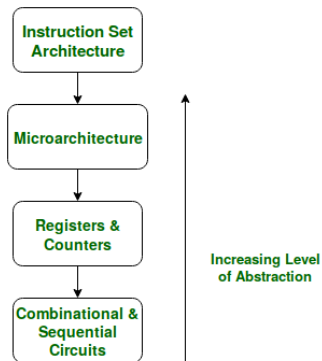 Instruction Set
Architecture
Microarchitecture
Registers &
Counters
Increasing Level
of Abstraction
Combinational &
Sequential
Circuits